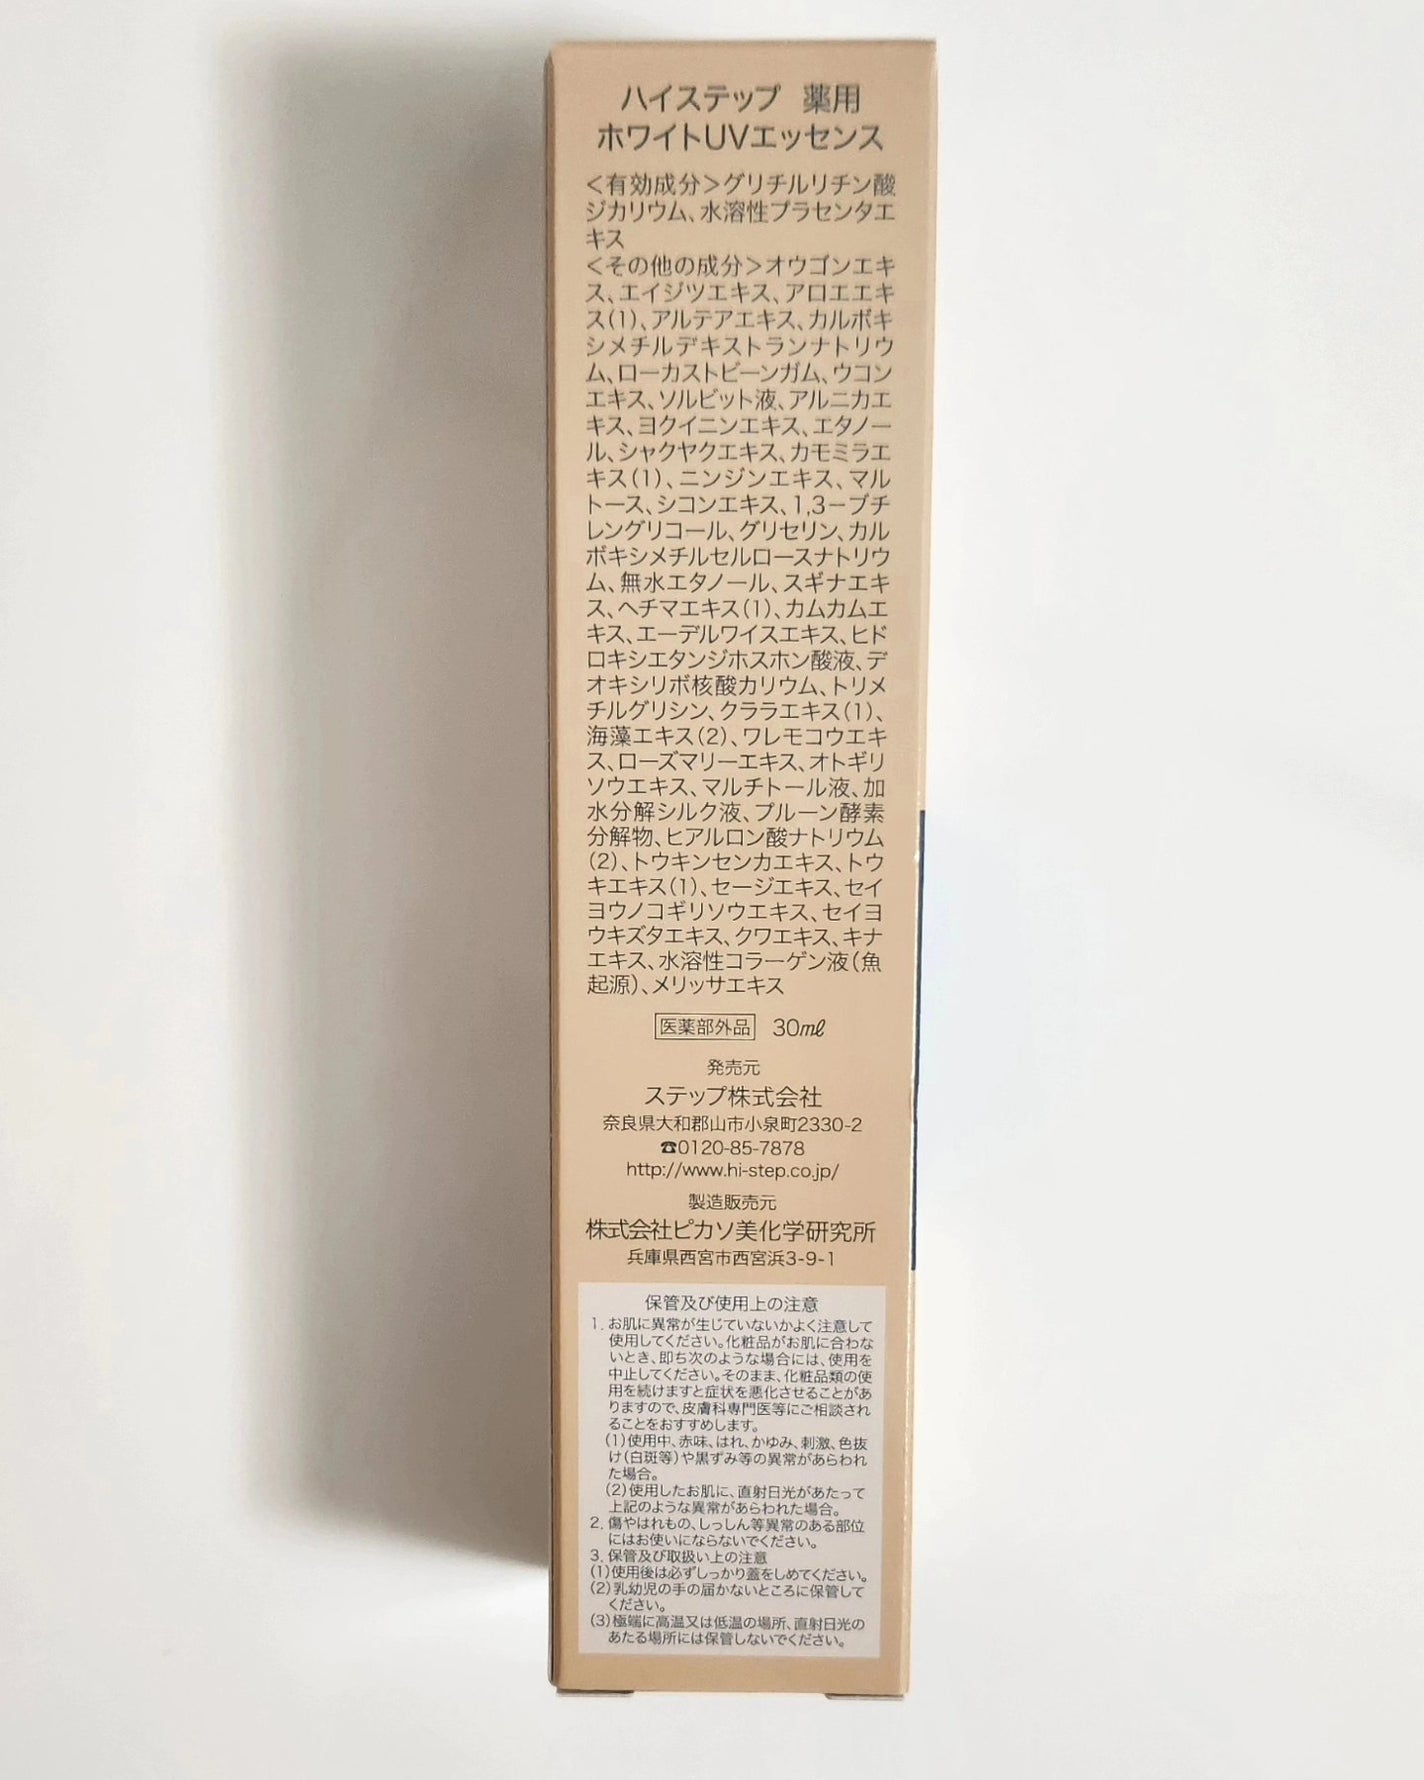 ハイステップ 薬用
ホワイトUVエッセンス
＜有効成分＞グリチルリチン酸
ジカリウム、水溶性プラセンタエ
キス
＜その他の成分＞オウゴンエキ
ス、エイジツエキス、アロエエキ
ス(1)、アルテアエキス、カルボキ
シメチルデキストランナトリウ
ム、ローカストビーンガム、ウコン
エキス、ソルビット液、アルニカエ
キス、ヨクイニンエキス、エタノー
ル、シャクヤクエキス、カモミラエ
キス(1)、ニンジンエキス、マル
トース、シコンエキス、1,3－ブチ
レングリコール、グリセリン、カル
ボキシメチルセルロースナトリウ
ム、無水エタノール、スギナエキ
ス、ヘチマエキス(1)、カムカムエ
キス、エーデルワイスエキス、ヒド
ロキシエタンジホスホン酸液、デ
オキシリボ核酸カリウム、トリメ
チルグリシン、クララエキス(1)、
海藻エキス(2)、ワレモコウエキ
ス、ローズマリーエキス、オトギリ
ソウエキス、マルチトール液、加
水分解シルク液、プルーン酵素
分解物、ヒアルロン酸ナトリウム
(2)、トウキンセンカエキス、トウ
キエキス(1)、セージエキス、セイ
ヨウノコギリソウエキス、セイヨ
ウキズタエキス、クワエキス、キナ
エキス、水溶性コラーゲン液(魚
起源)、メリッサエキス
医薬部外品 30mℓ
発売元
ステップ株式会社
奈良県大和郡山市小泉町2330-2
☎0120-85-7878
http://www.hi-step.co.jp/
製造販売元
株式会社ピカソ美化学研究所
兵庫県西宮市西宮浜3-9-1
保管及び使用上の注意
1. お肌に異常が生じていないかよく注意して
使用してください。化粧品がお肌に合わな
いとき、即ち次のような場合には、使用を
中止してください。そのまま、化粧品類の使
用を続けますと症状を悪化させることがあ
りますので、皮膚科専門医等にご相談され
ることをおすすめします。
(1)使用中、赤味、はれ、かゆみ、刺激、色抜
け(白斑等)や黒ずみ等の異常があらわれ
た場合。
(2)使用したお肌に、直射日光があたって
上記のような異常があらわれた場合。
2. 傷やはれもの、しっしん等異常のある部位
にはお使いにならないでください。
3. 保管及び取扱い上の注意
(1)使用後は必ずしっかり蓋をしめてください。
(2)乳幼児の手の届かないところに保管して
ください。
(3)極端に高温又は低温の場所、直射日光の
あたる場所には保管しないでください。